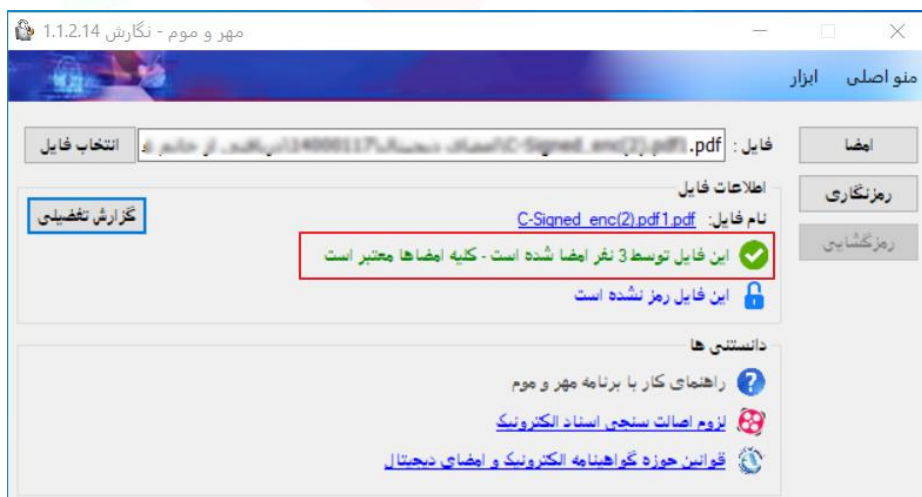 مهر و موم - نگارش 1.1.2.14
منو اصلی ابزار
امضا
رمزنگاری
رمزگشایی
فایل : .pdf
انتخاب فایل
اطلاعات فایل
نام فایل: C-Signed_enc(2).pdf1.pdf
گزارش تفضیلی
این فایل توسط 3 نفر امضا شده است - کلیه امضاها معتبر است
این فایل رمز نشده است
دانستنی ها
راهنمای کار با برنامه مهر و موم
لزوم اصالت سنجی اسناد الکترونیک
قوانین حوزه گواهینامه الکترونیک و امضای دیجیتال